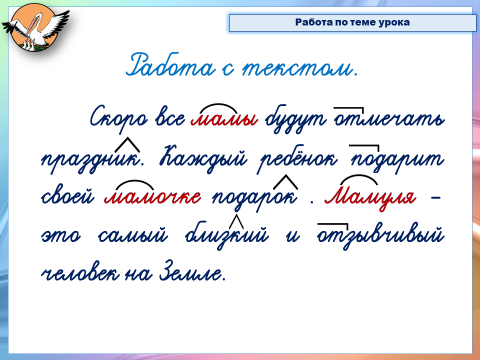 Работа по теме урока
Работа с текстом.
Скоро все мамы будут отмечать
праздник. Каждый ребёнок подарит
своей мамочке подарок . Мамуля –
это самый близкий и отзывчивый
человек на Земле.